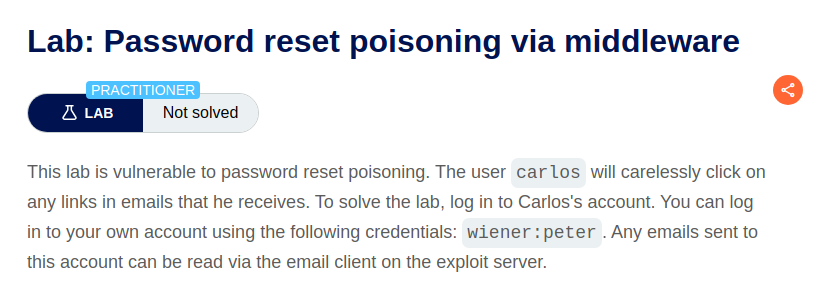 Lab: Password reset poisoning via middleware
PRACTITIONER
LAB Not solved
This lab is vulnerable to password reset poisoning. The user carlos will carelessly click on
any links in emails that he receives. To solve the lab, log in to Carlos's account. You can log
in to your own account using the following credentials: wiener:peter. Any emails sent to
this account can be read via the email client on the exploit server.